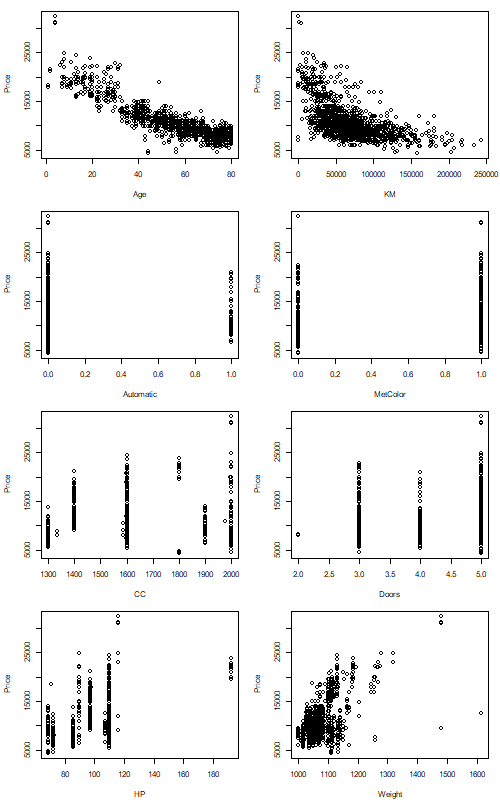 25000 25000
Price Price
15000 15000
5000 5000
0 20 40 60 80 0 50000 100000 150000 200000 250000
Age KM
25000 25000
Price Price
15000 15000
5000 5000
0.0 0.2 0.4 0.6 0.8 1.0 0.0 0.2 0.4 0.6 0.8 1.0
Automatic MetColor
25000 25000
Price Price
15000 15000
5000 5000
1300 1400 1500 1600 1700 1800 1900 2000 2.0 2.5 3.0 3.5 4.0 4.5 5.0
CC Doors
25000 25000
Price Price
15000 15000
5000 5000
80 100 120 140 160 180 1000 1100 1200 1300 1400 1500 1600
HP Weight